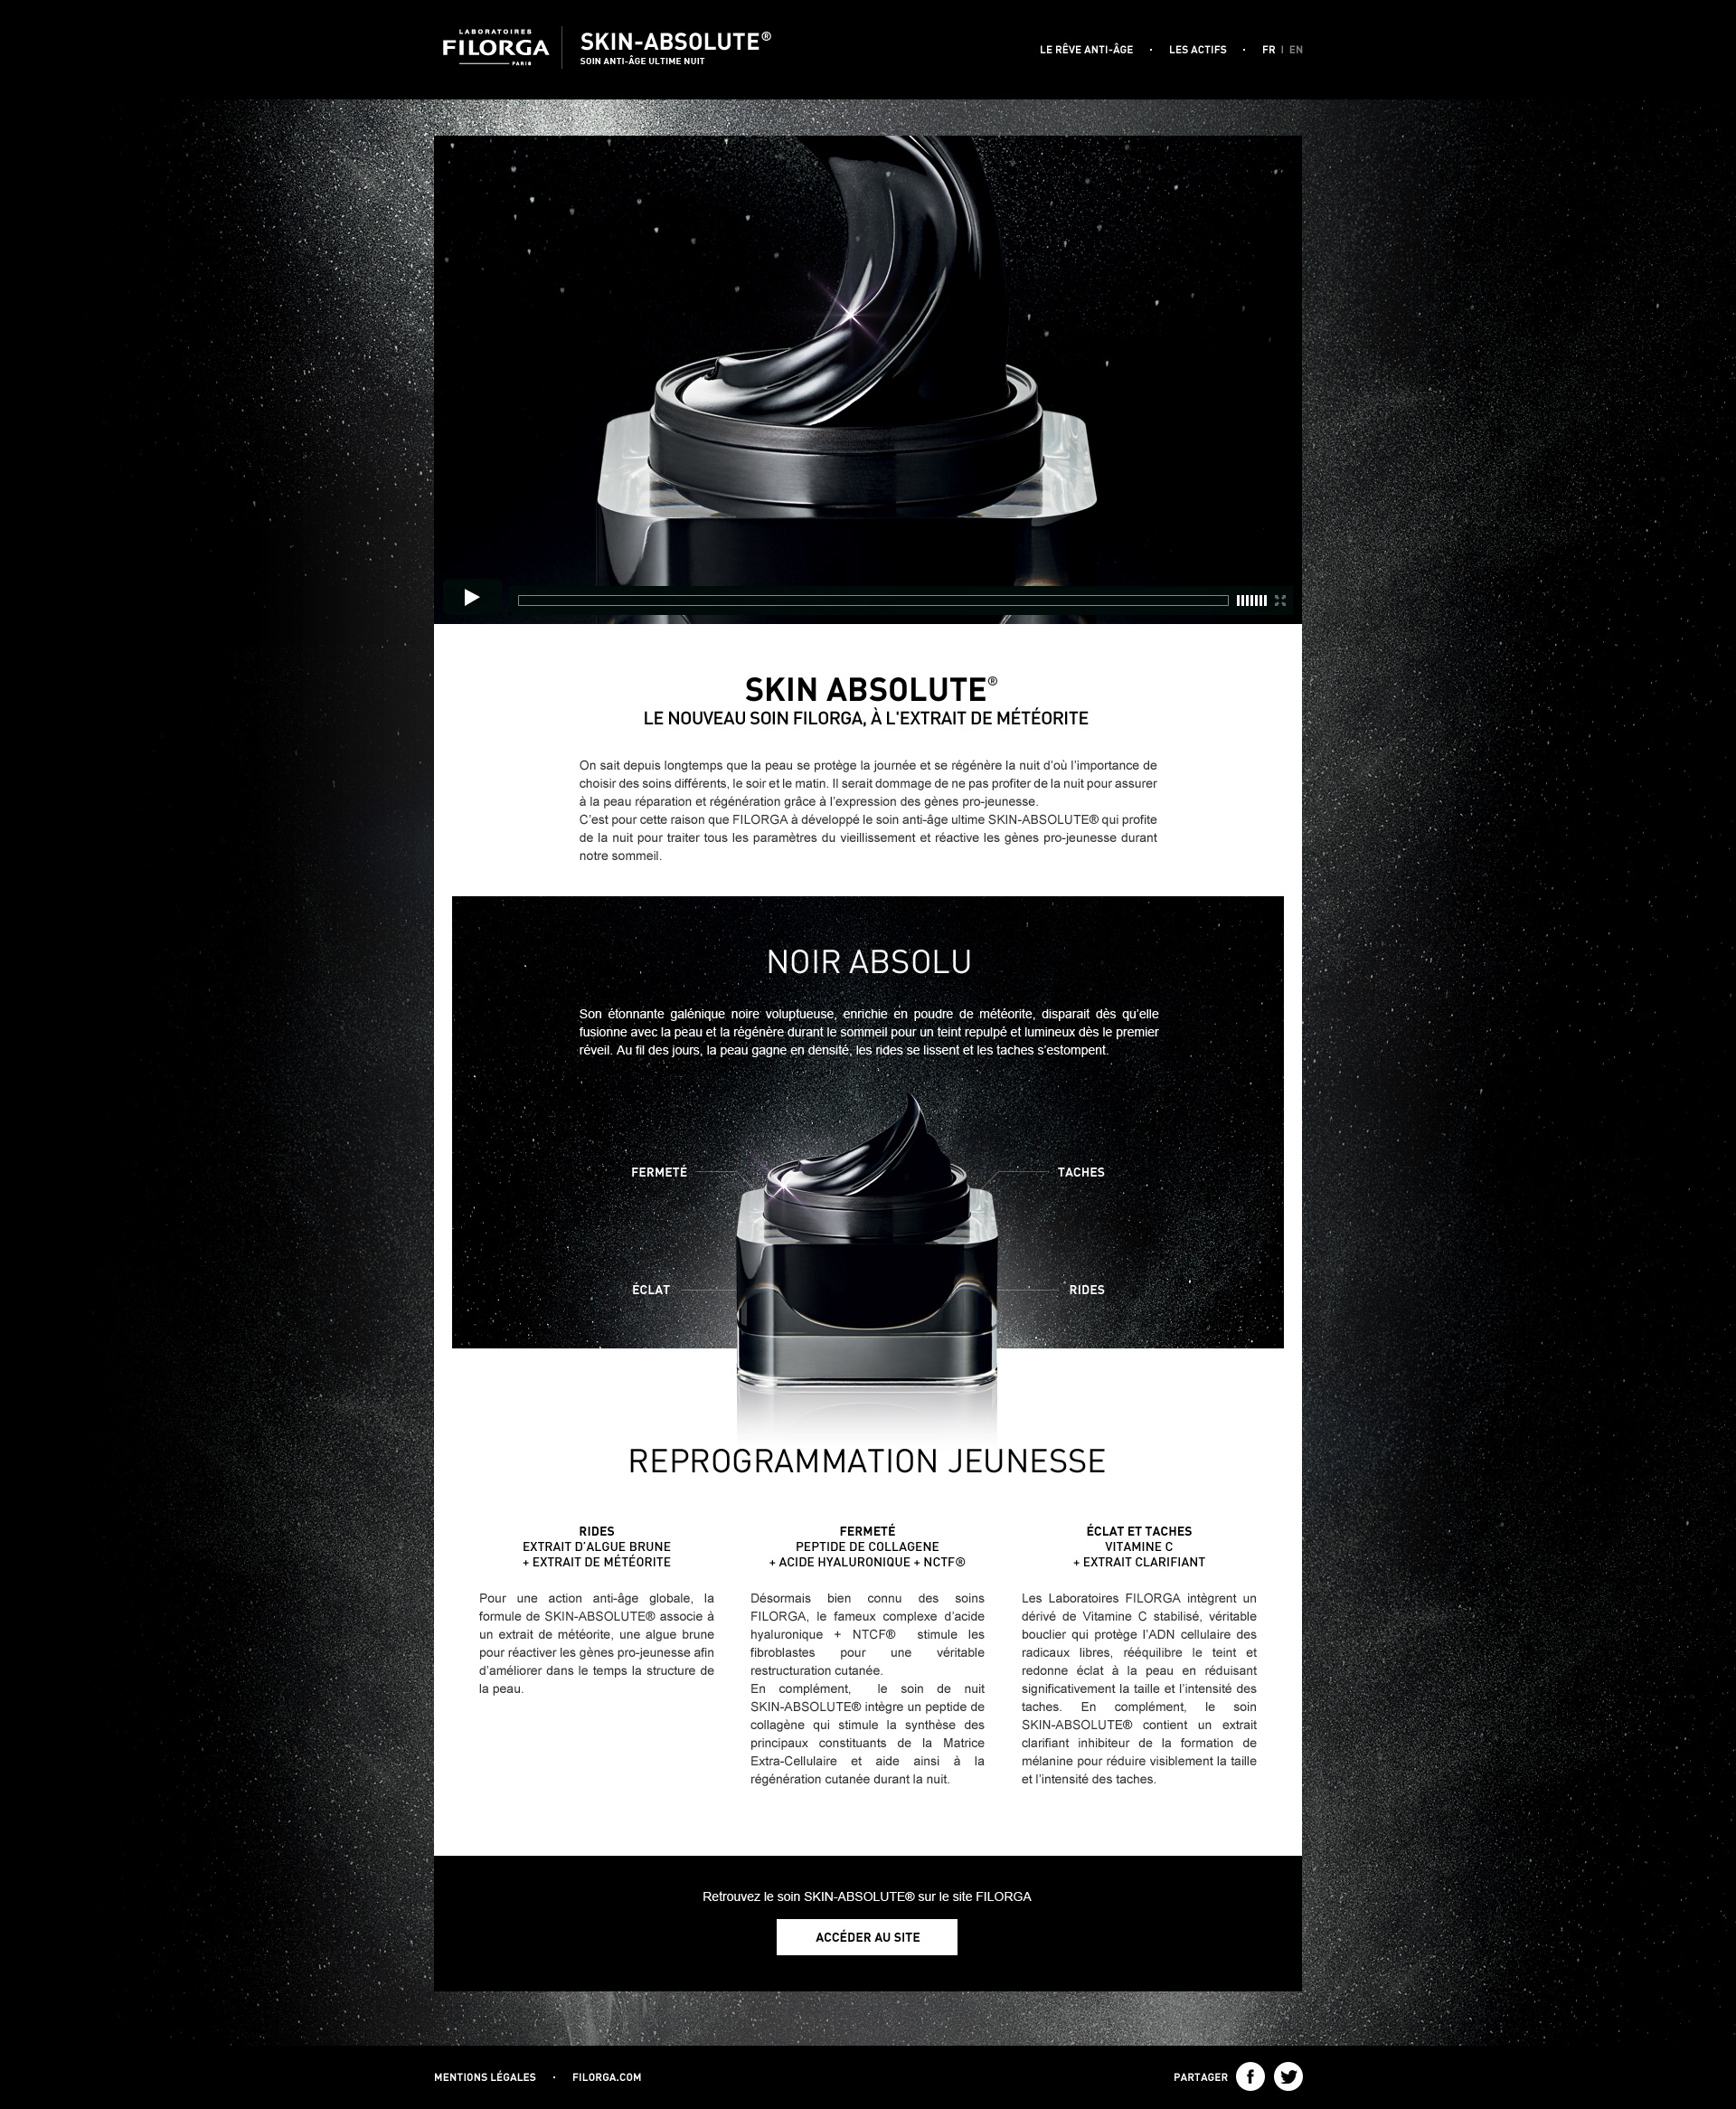 LABORATOIRES
FILORGA
PARIS
SKIN-ABSOLUTE®
SOIN ANTI-ÂGE ULTIME NUIT
LE RÊVE ANTI-ÂGE · LES ACTIFS · FR | EN
SKIN ABSOLUTE®
LE NOUVEAU SOIN FILORGA, À L'EXTRAIT DE MÉTÉORITE
On sait depuis longtemps que la peau se protège la journée et se régénère la nuit d’où l’importance de
choisir des soins différents, le soir et le matin. Il serait dommage de ne pas profiter de la nuit pour assurer
à la peau réparation et régénération grâce à l’expression des gènes pro-jeunesse.
C’est pour cette raison que FILORGA à développé le soin anti-âge ultime SKIN-ABSOLUTE® qui profite
de la nuit pour traiter tous les paramètres du vieillissement et réactive les gènes pro-jeunesse durant
notre sommeil.
NOIR ABSOLU
Son étonnante galénique noire voluptueuse, enrichie en poudre de météorite, disparait dès qu’elle
fusionne avec la peau et la régénère durant le sommeil pour un teint repulpé et lumineux dès le premier
réveil. Au fil des jours, la peau gagne en densité, les rides se lissent et les taches s’estompent.
FERMETÉ
TACHES
ÉCLAT
RIDES
REPROGRAMMATION JEUNESSE
RIDES
EXTRAIT D’ALGUE BRUNE
+ EXTRAIT DE MÉTÉORITE
Pour une action anti-âge globale, la
formule de SKIN-ABSOLUTE® associe à
un extrait de météorite, une algue brune
pour réactiver les gènes pro-jeunesse afin
d’améliorer dans le temps la structure de
la peau.
FERMETÉ
PEPTIDE DE COLLAGENE
+ ACIDE HYALURONIQUE + NCTF®
Désormais bien connu des soins
FILORGA, le fameux complexe d’acide
hyaluronique + NTCF® stimule les
fibroblastes pour une véritable
restructuration cutanée.
En complément, le soin de nuit
SKIN-ABSOLUTE® intègre un peptide de
collagène qui stimule la synthèse des
principaux constituants de la Matrice
Extra-Cellulaire et aide ainsi à la
régénération cutanée durant la nuit.
ÉCLAT ET TACHES
VITAMINE C
+ EXTRAIT CLARIFIANT
Les Laboratoires FILORGA intègrent un
dérivé de Vitamine C stabilisé, véritable
bouclier qui protège l’ADN cellulaire des
radicaux libres, rééquilibre le teint et
redonne éclat à la peau en réduisant
significativement la taille et l’intensité des
taches. En complément, le soin
SKIN-ABSOLUTE® contient un extrait
clarifiant inhibiteur de la formation de
mélanine pour réduire visiblement la taille
et l’intensité des taches.
Retrouvez le soin SKIN-ABSOLUTE® sur le site FILORGA
ACCÉDER AU SITE
MENTIONS LÉGALES · FILORGA.COM
PARTAGER